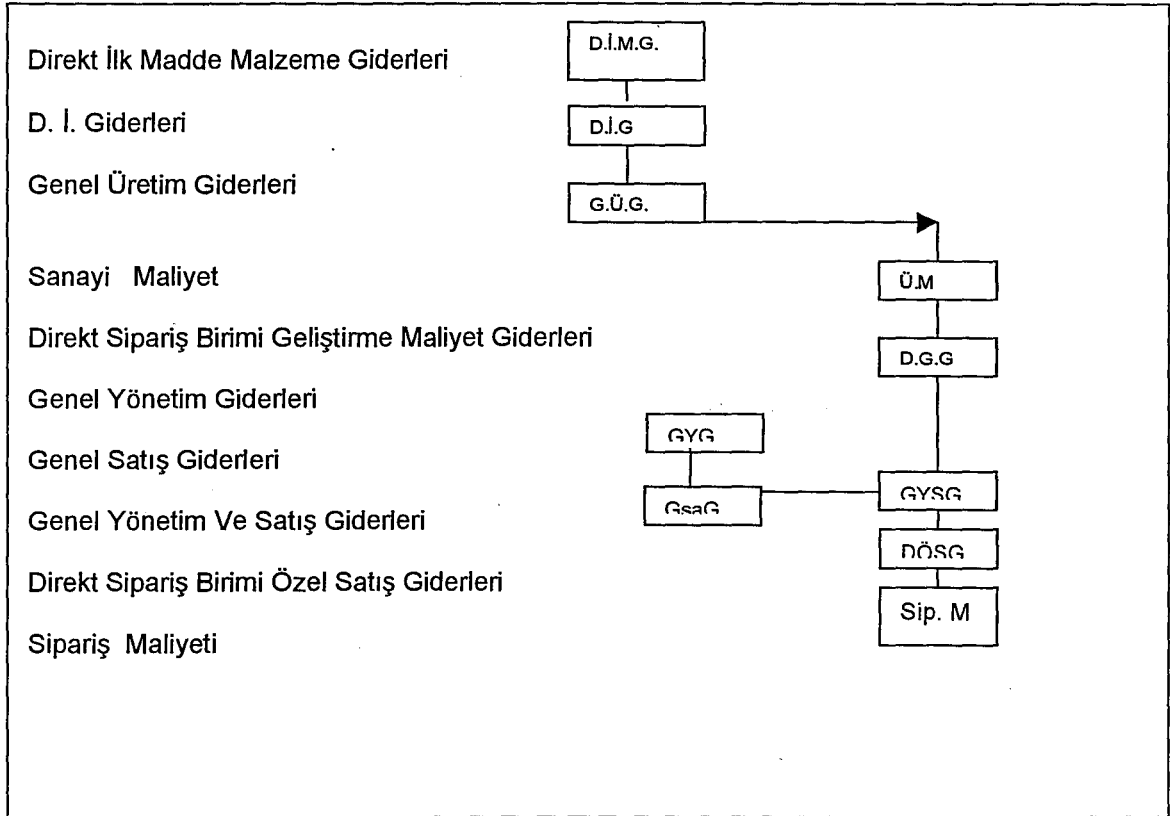 Direkt İlk Madde Malzeme Giderleri D.İ.M.G.
D. İ. Giderleri D.İ.G
Genel Üretim Giderleri G.Ü.G.
Sanayi Maliyet Ü.M
Direkt Sipariş Birimi Geliştirme Maliyet Giderleri D.G.G
Genel Yönetim Giderleri GYG
Genel Satış Giderleri GYSG
Genel Yönetim Ve Satış Giderleri GsaG
DÖSG
Direkt Sipariş Birimi Özel Satış Giderleri Sip. M
Sipariş Maliyeti